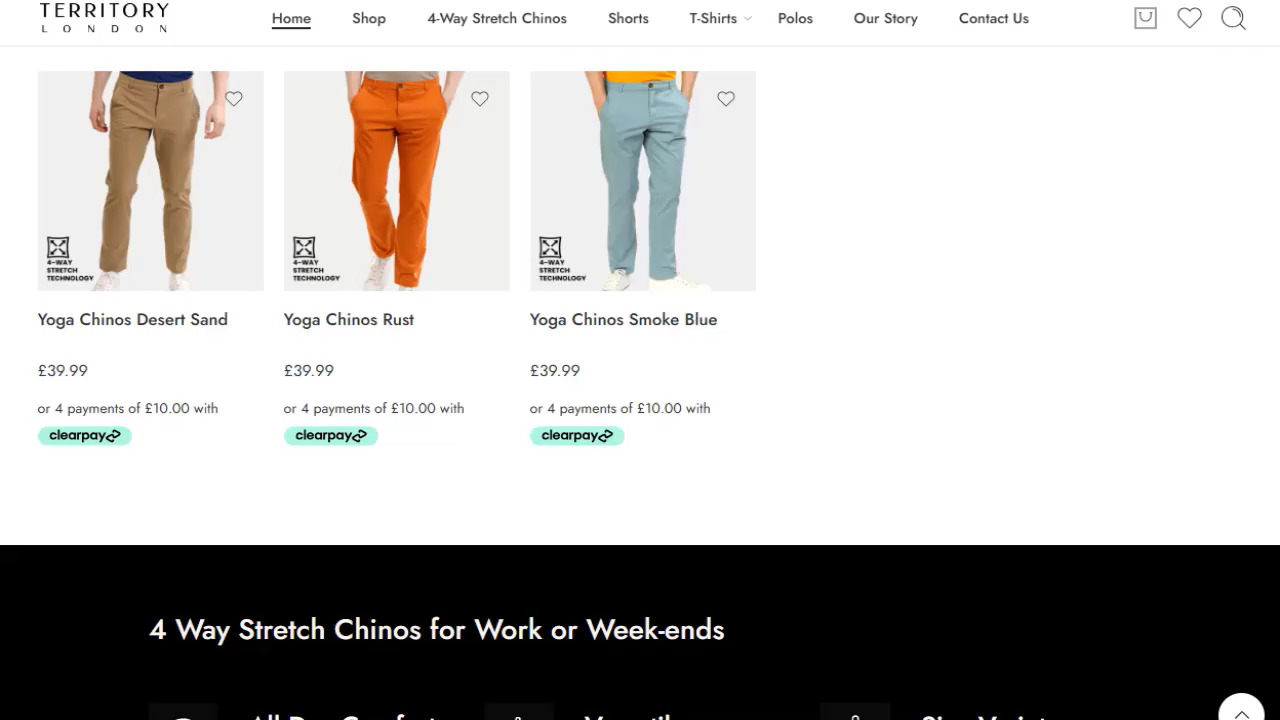 TERRITORY
LONDON
Home Shop 4-Way Stretch Chinos Shorts T-Shirts Polos Our Story Contact Us
4-WAY
STRETCH
TECHNOLOGY
4-WAY
STRETCH
TECHNOLOGY
4-WAY
STRETCH
TECHNOLOGY
Yoga Chinos Desert Sand
£39.99
or 4 payments of £10.00 with
clearpay
Yoga Chinos Rust
£39.99
or 4 payments of £10.00 with
clearpay
Yoga Chinos Smoke Blue
£39.99
or 4 payments of £10.00 with
clearpay
4 Way Stretch Chinos for Work or Week-ends